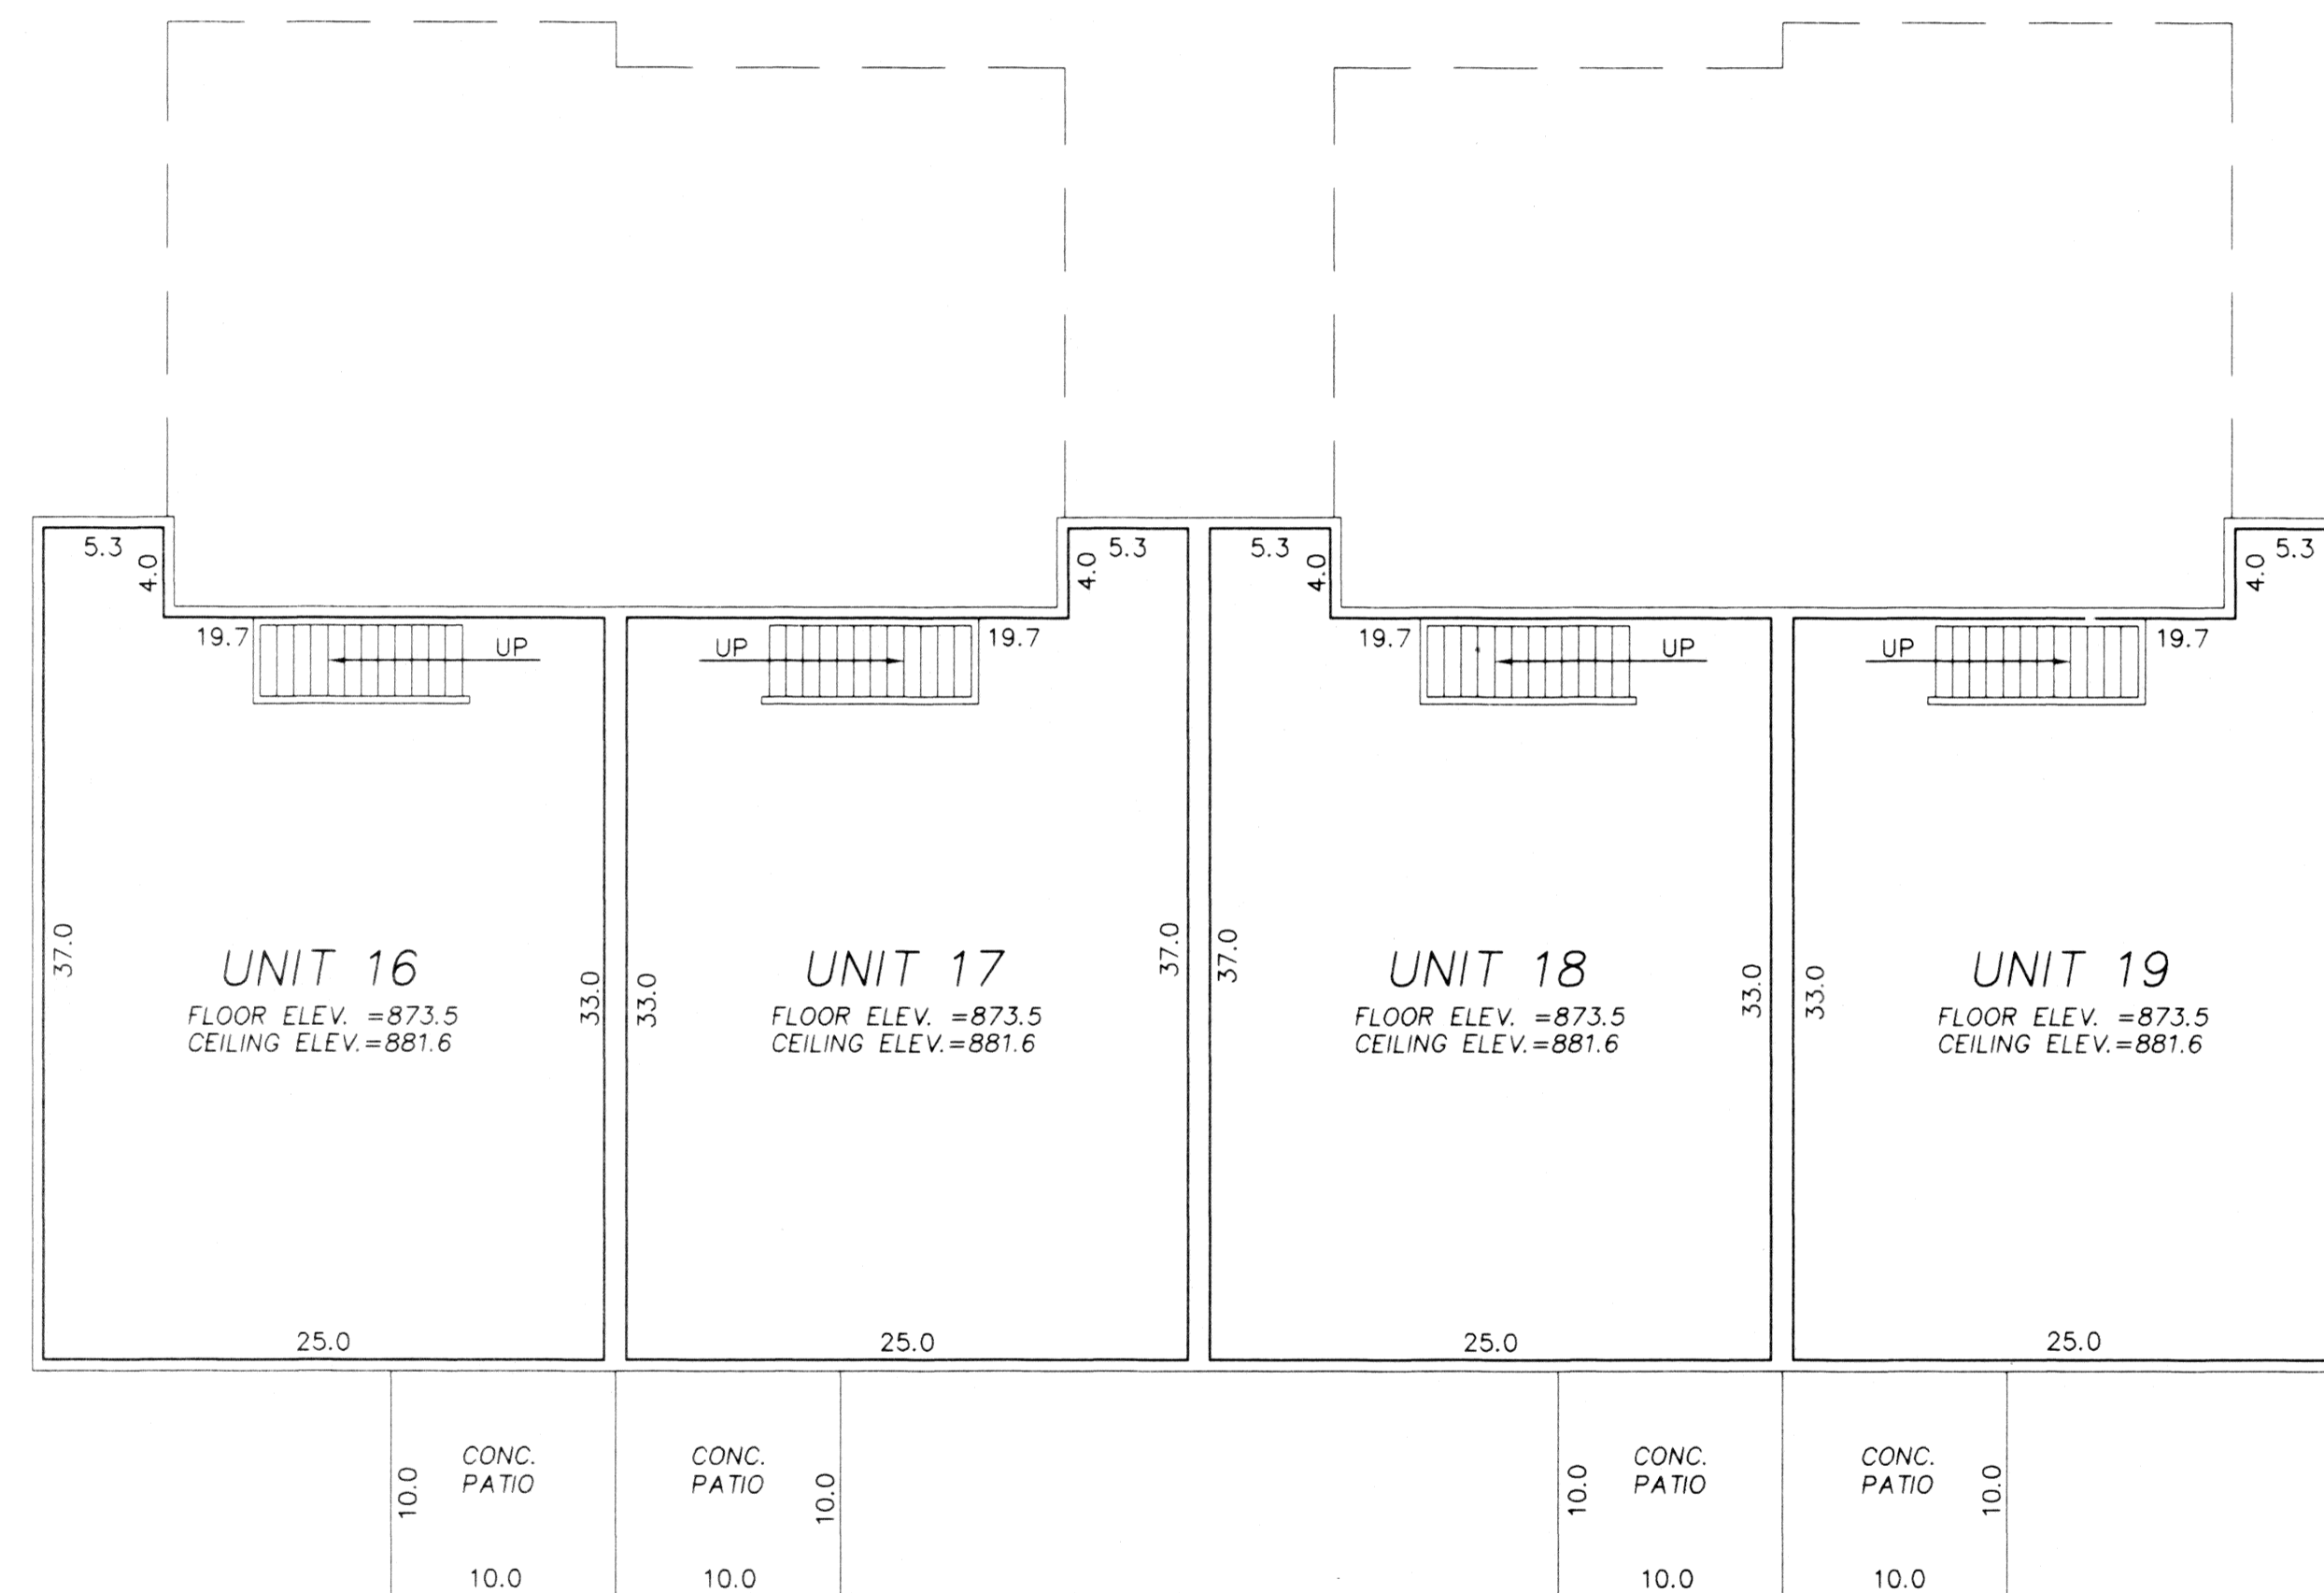 5.3
4.0
19.7
UP
37.0
UNIT 16
FLOOR ELEV. =873.5
CEILING ELEV.=881.6
33.0
25.0
CONC.
PATIO
10.0
10.0
4.0
5.3
UP
19.7
33.0
UNIT 17
FLOOR ELEV. =873.5
CEILING ELEV.=881.6
37.0
25.0
CONC.
PATIO
10.0
10.0
5.3
4.0
19.7
UP
37.0
UNIT 18
FLOOR ELEV. =873.5
CEILING ELEV.=881.6
33.0
25.0
10.0
CONC.
PATIO
10.0
4.0
5.3
UP
19.7
33.0
UNIT 19
FLOOR ELEV. =873.5
CEILING ELEV.=881.6
25.0
CONC.
PATIO
10.0
10.0